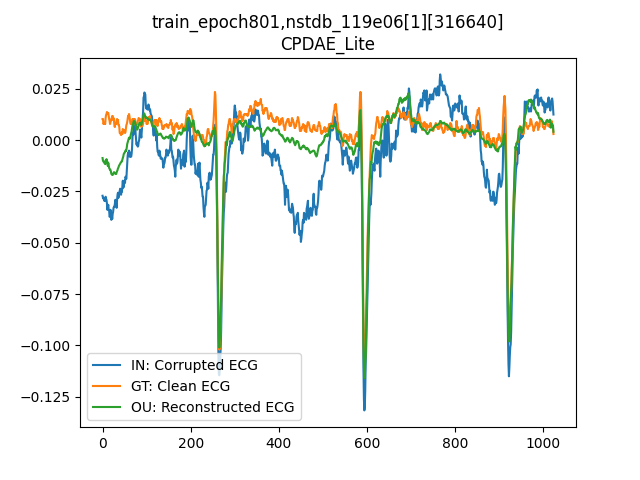 train_epoch801,nstdb_119e06[1][316640]
CPDAE_Lite
0.025
0.000
−0.025
−0.050
−0.075
−0.100
−0.125
IN: Corrupted ECG
GT: Clean ECG
OU: Reconstructed ECG
0 200 400 600 800 1000